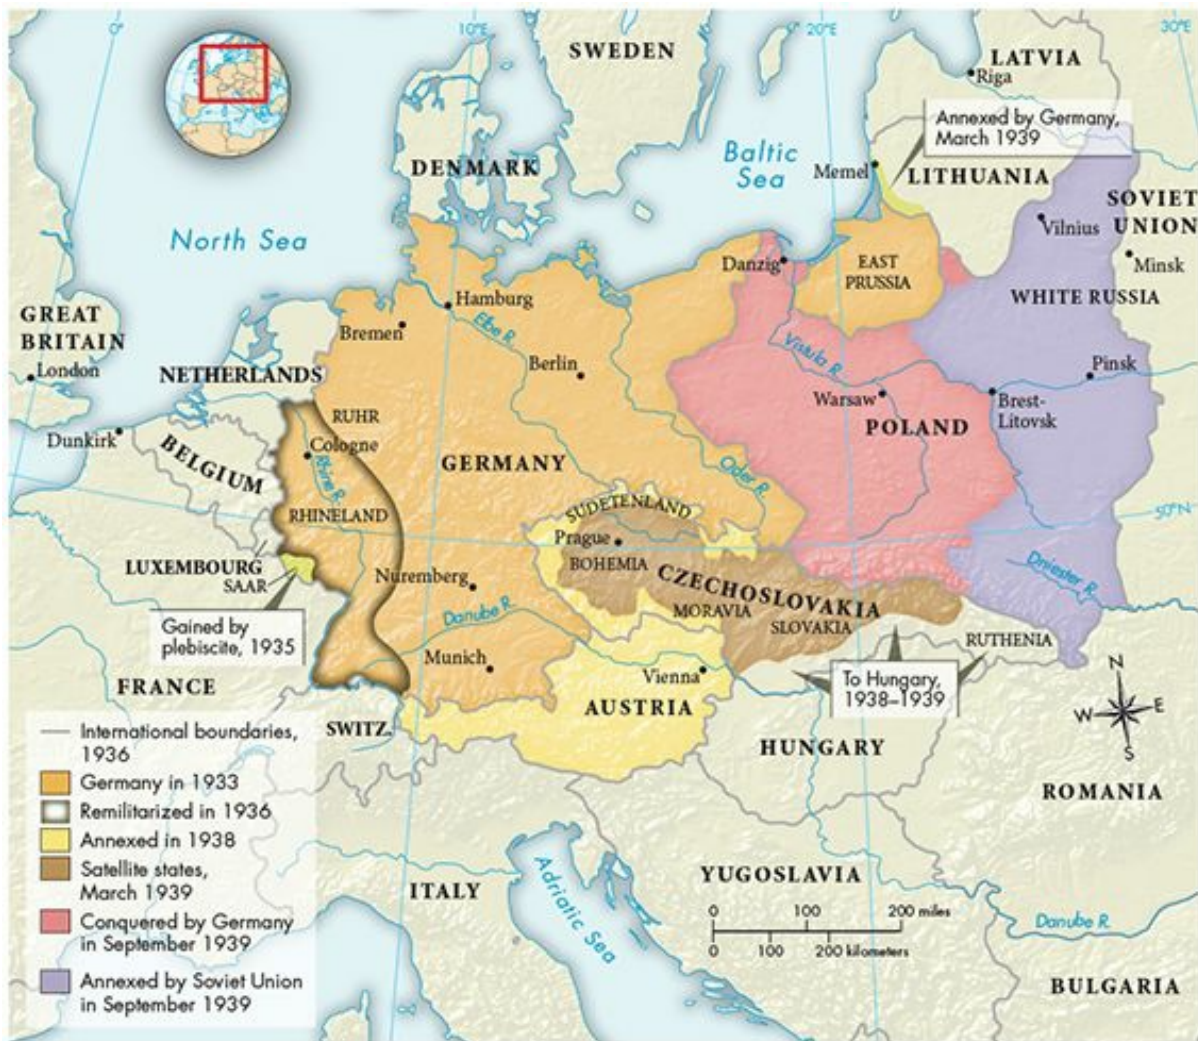 0°
10°E
20°E
30°E
SWEDEN
LATVIA
Riga
Annexed by Germany,
March 1939
DENMARK
Baltic
Sea
Memel
LITHUANIA
SOVIET
UNION
North Sea
Vilnius
Minsk
Danzig
EAST
PRUSSIA
WHITE RUSSIA
GREAT
BRITAIN
London
Hamburg
Bremen
Elbe R.
Berlin
Vistula R.
Pinsk
NETHERLANDS
Warsaw
Brest-
Litovsk
Dunkirk
RUHR
Cologne
POLAND
BELGIUM
Rhine R.
GERMANY
Oder R.
RHINELAND
SUDETENLAND
50°N
Prague
BOHEMIA
LUXEMBOURG
SAAR
Nuremberg
CZECHOSLOVAKIA
Dniester R.
Danube R.
MORAVIA
SLOVAKIA
RUTHENIA
Gained by
plebiscite, 1935
Munich
Vienna
To Hungary,
1938–1939
N
W
E
S
FRANCE
AUSTRIA
SWITZ.
HUNGARY
ROMANIA
International boundaries,
1936
Germany in 1933
Remilitarized in 1936
Annexed in 1938
Satellite states,
March 1939
Conquered by Germany
in September 1939
Annexed by Soviet Union
in September 1939
ITALY
Adriatic Sea
YUGOSLAVIA
0 100 200 miles
0 100 200 kilometers
Danube R.
BULGARIA